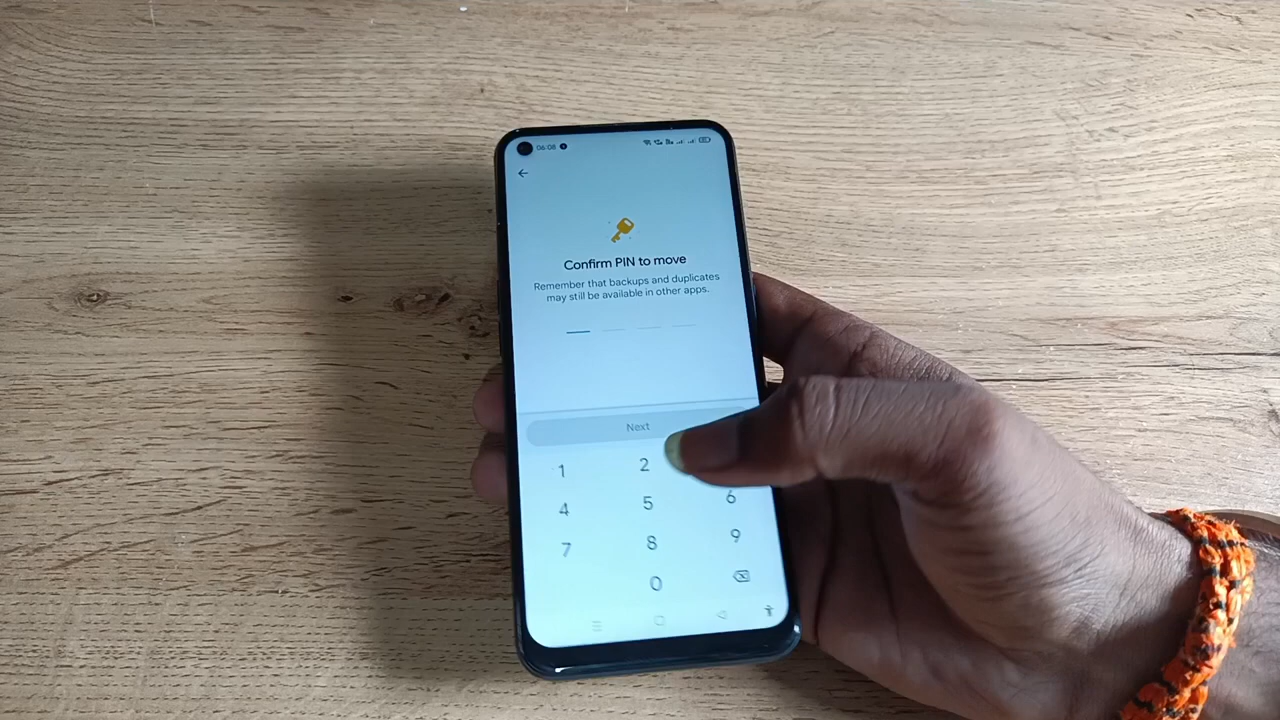 06:08
Confirm PIN to move
Remember that backups and duplicates
may still be available in other apps.
Next
1 2
4 5 6
7 8 9
0